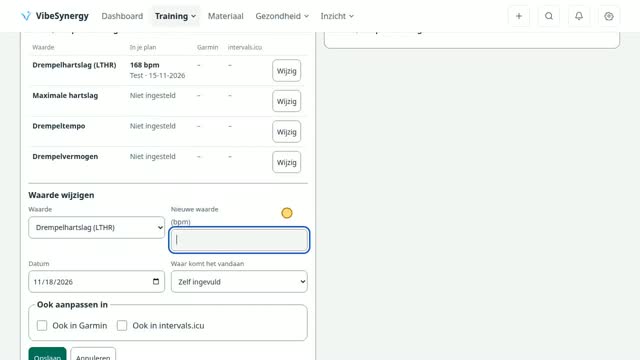 VibeSynergy Dashboard Training Materiaal Gezondheid Inzicht
Waarde In je plan Garmin intervals.icu
Drempelhartslag (LTHR) 168 bpm – – Wijzig
Test · 15-11-2026
Maximale hartslag Niet ingesteld – – Wijzig
Drempeltempo Niet ingesteld – – Wijzig
Drempelvermogen Niet ingesteld – – Wijzig
Waarde wijzigen
Waarde Nieuwe waarde
(bpm)
Drempelhartslag (LTHR)
Datum Waar komt het vandaan
11/18/2026 Zelf ingevuld
Ook aanpassen in
Ook in Garmin Ook in intervals.icu
Opslaan Annuleren